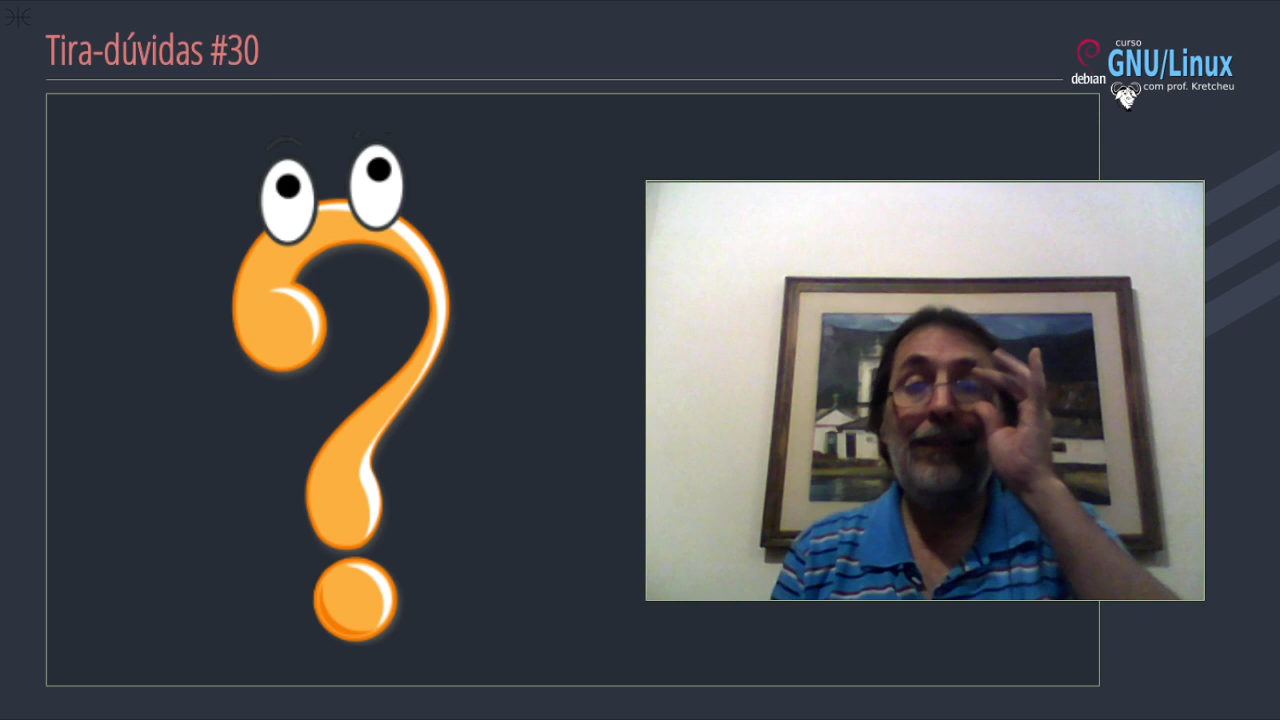 Tira-dúvidas #30
curso
GNU/Linux
debian
com prof. Kretcheu